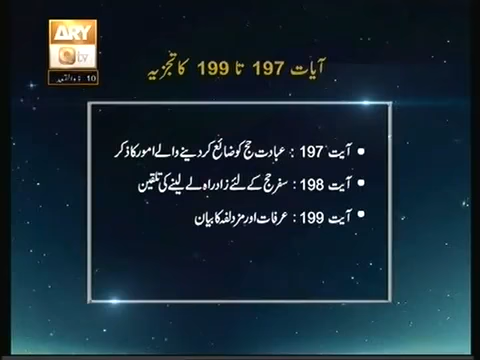 ARY
Qtv
10 ذوالقعد
آیات 197 تا 199 کا تجزیہ
آیت 197 : عبادت حج کو ضائع کر دینے والے امور کا ذکر
آیت 198 : سفر حج کے لئے زاد راہ لے لینے کی تلقین
آیت 199 : عرفات اور مزدلفہ کا بیان